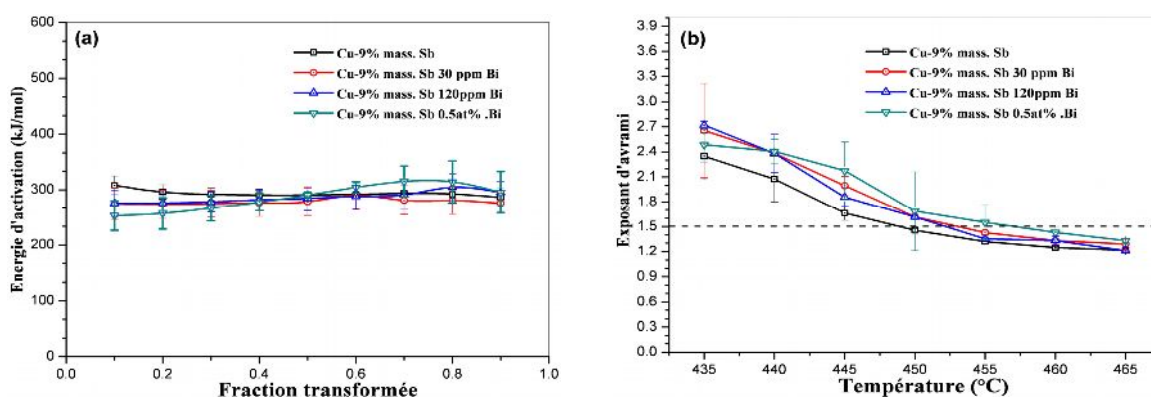 (a)
Energie d'activation (kJ/mol)
600
500
400
300
200
100
0
Cu-9% mass. Sb
Cu-9% mass. Sb 30 ppm Bi
Cu-9% mass. Sb 120ppm Bi
Cu-9% mass. Sb 0.5at% .Bi
0.0 0.2 0.4 0.6 0.8 1.0
Fraction transformée
(b)
Exposant d'avrami
3.9
3.6
3.3
3.0
2.7
2.4
2.1
1.8
1.5
1.2
0.9
0.6
0.3
0.0
Cu-9% mass. Sb
Cu-9% mass. Sb 30 ppm Bi
Cu-9% mass. Sb 120ppm Bi
Cu-9% mass. Sb 0.5at% .Bi
435 440 445 450 455 460 465
Température (°C)